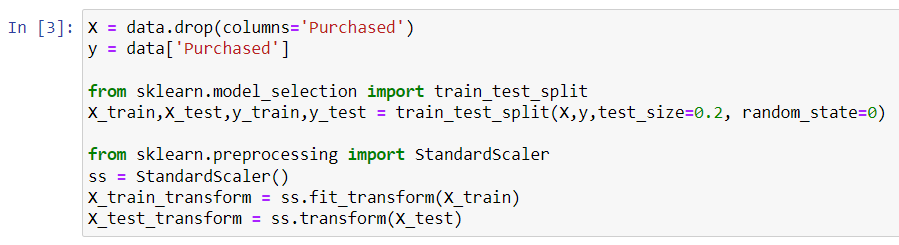 In [3]: X = data.drop(columns='Purchased')
y = data['Purchased']
from sklearn.model_selection import train_test_split
X_train,X_test,y_train,y_test = train_test_split(X,y,test_size=0.2, random_state=0)
from sklearn.preprocessing import StandardScaler
ss = StandardScaler()
X_train_transform = ss.fit_transform(X_train)
X_test_transform = ss.transform(X_test)